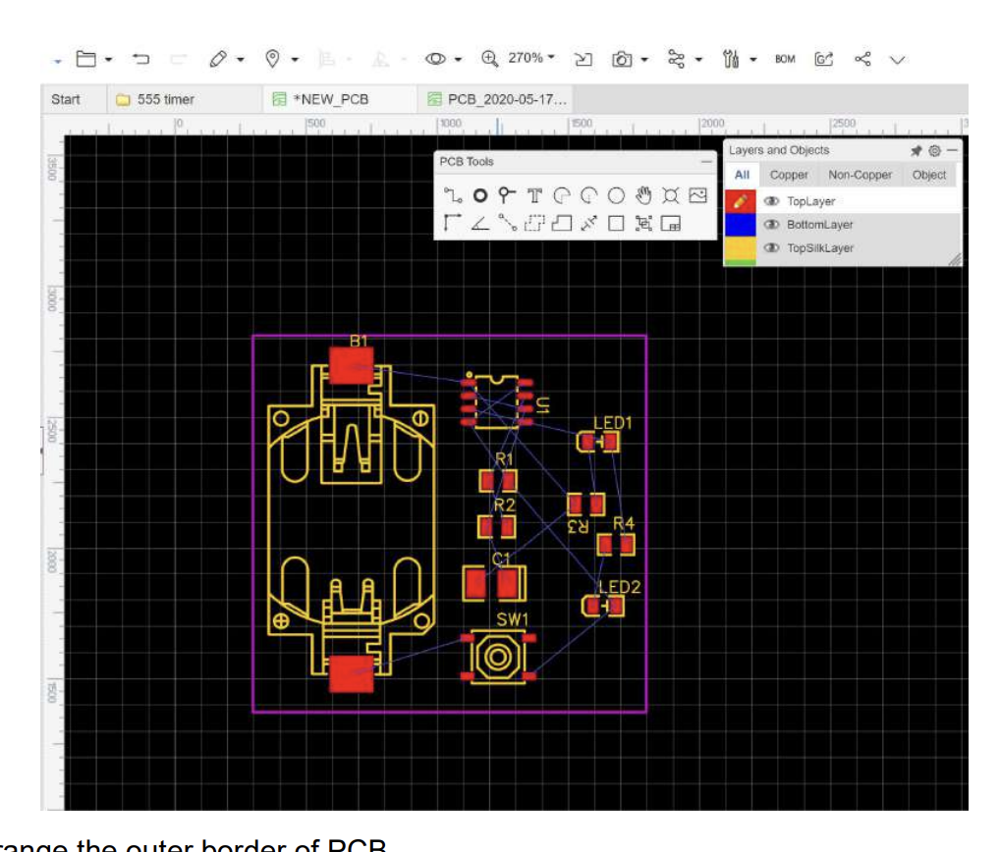 270%
BOM
Start
555 timer
*NEW_PCB
PCB_2020-05-17...
0
500
1000
1500
2000
2500
3500
3000
2500
2000
1500
PCB Tools
T
Layers and Objects
All Copper Non-Copper Object
TopLayer
BottomLayer
TopSilkLayer
B1
U1
LED1
R1
R2
R3
R4
C1
LED2
SW1
range the outer border of PCB